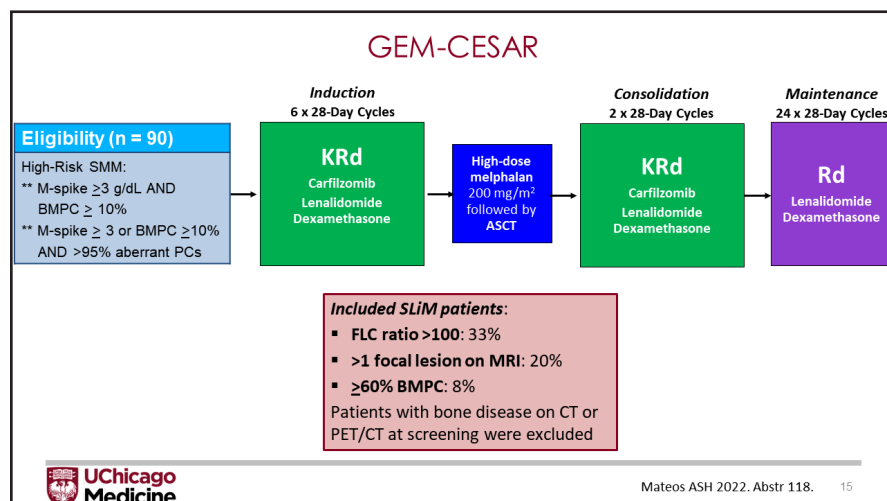 GEM-CESAR
Induction
6 x 28-Day Cycles
Consolidation
2 x 28-Day Cycles
Maintenance
24 x 28-Day Cycles
Eligibility (n = 90)
High-Risk SMM:
** M-spike ≥3 g/dL AND
BMPC ≥ 10%
** M-spike ≥ 3 or BMPC ≥10%
AND >95% aberrant PCs
KRd
Carfilzomib
Lenalidomide
Dexamethasone
High-dose
melphalan
200 mg/m²
followed by
ASCT
KRd
Carfilzomib
Lenalidomide
Dexamethasone
Rd
Lenalidomide
Dexamethasone
Included SLiM patients:
▪ FLC ratio >100: 33%
▪ >1 focal lesion on MRI: 20%
▪ ≥60% BMPC: 8%
Patients with bone disease on CT or
PET/CT at screening were excluded
UChicago
Medicine
Mateos ASH 2022. Abstr 118.
15